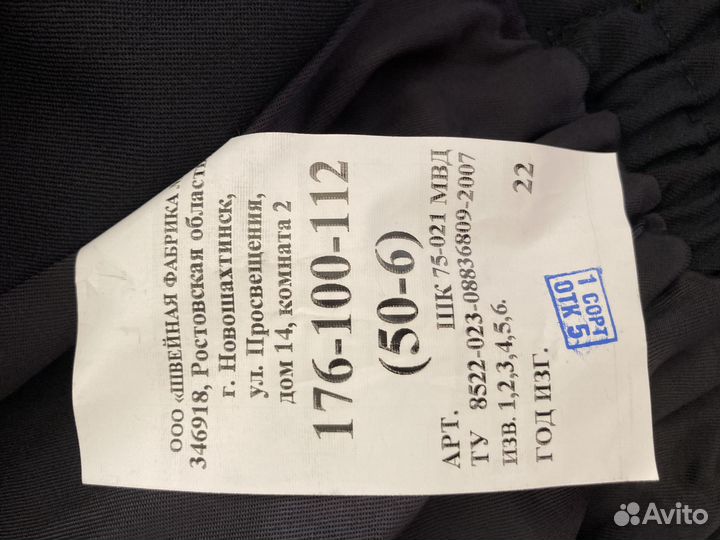 ООО «ШВЕЙНАЯ ФАБРИКА
346918, Ростовская область
г. Новошахтинск,
ул. Просвещения,
дом 14, комната 2
176-100-112
(50-6)
АРТ. ШК 75-021 МВД
ТУ 8522-023-08836809-2007
ИЗВ. 1,2,3,4,5,6.
ГОД ИЗГ. 22
1 СОРТ
ОТК 5
Avito